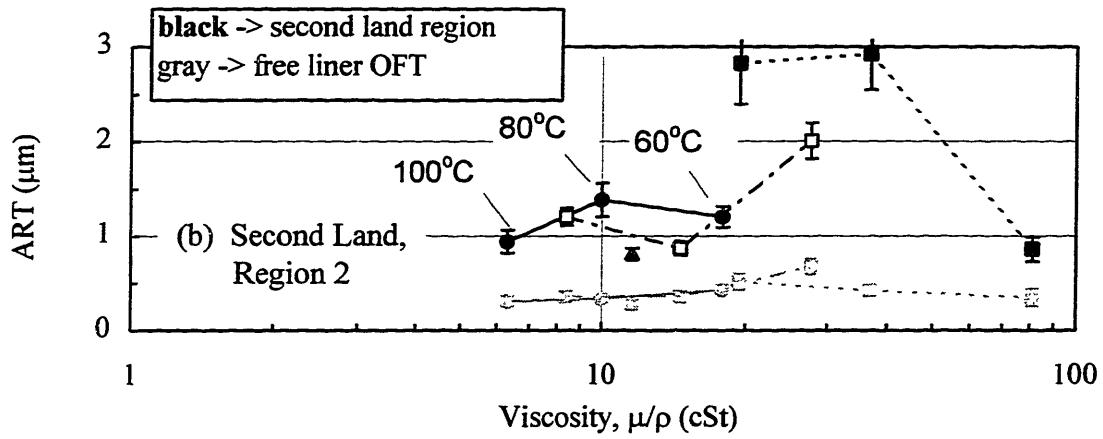 black -> second land region
gray -> free liner OFT
3
2
1
0
ART (μm)
80°C
60°C
100°C
(b) Second Land,
Region 2
1
10
100
Viscosity, μ/ρ (cSt)